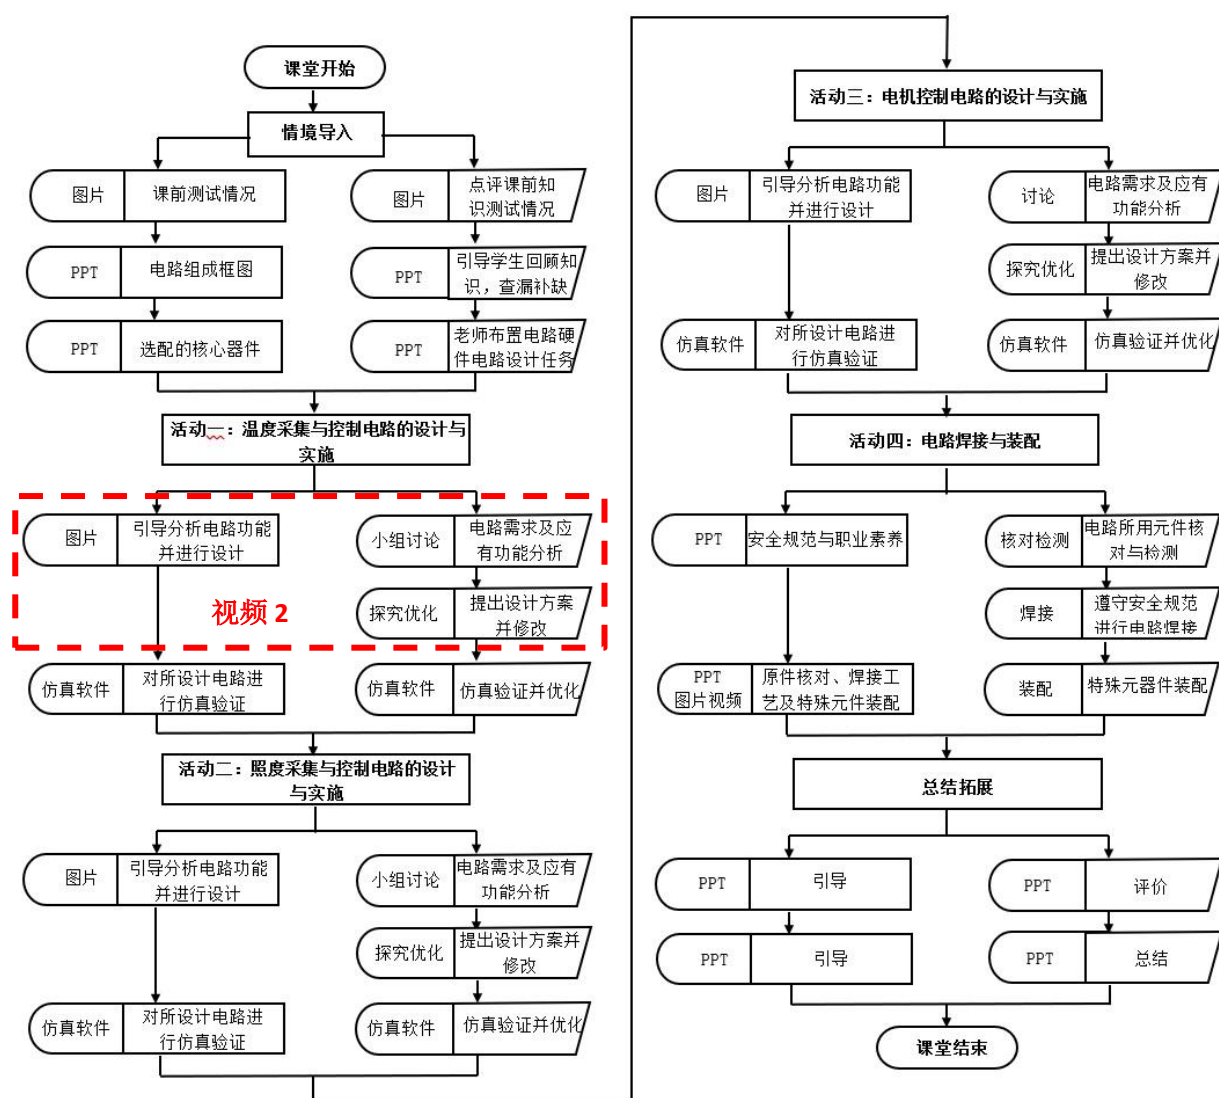 课堂开始
情境导入
图片
课前测试情况
图片
点评课前知
识测试情况
PPT
电路组成框图
PPT
引导学生回顾知
识，查漏补缺
PPT
选配的核心器件
PPT
老师布置电路硬
件电路设计任务
活动一：温度采集与控制电路的设计与
实施
图片
引导分析电路功能
并进行设计
小组讨论
电路需求及应
有功能分析
视频 2
探究优化
提出设计方案
并修改
仿真软件
对所设计电路进
行仿真验证
仿真软件
仿真验证并优化
活动二：照度采集与控制电路的设计
与实施
图片
引导分析电路功能
并进行设计
小组讨论
电路需求及应有
功能分析
探究优化
提出设计方案并
修改
仿真软件
对所设计电路进
行仿真验证
仿真软件
仿真验证并优化
活动三：电机控制电路的设计与实施
图片
引导分析电路功能
并进行设计
讨论
电路需求及应有
功能分析
探究优化
提出设计方案并
修改
仿真软件
对所设计电路进
行仿真验证
仿真软件
仿真验证并优化
活动四：电路焊接与装配
PPT
安全规范与职业素养
核对检测
电路所用元件核
对与检测
焊接
遵守安全规范
进行电路焊接
PPT
图片视频
原件核对、焊接工
艺及特殊元件装配
装配
特殊元器件装配
总结拓展
PPT
引导
PPT
评价
PPT
引导
PPT
总结
课堂结束